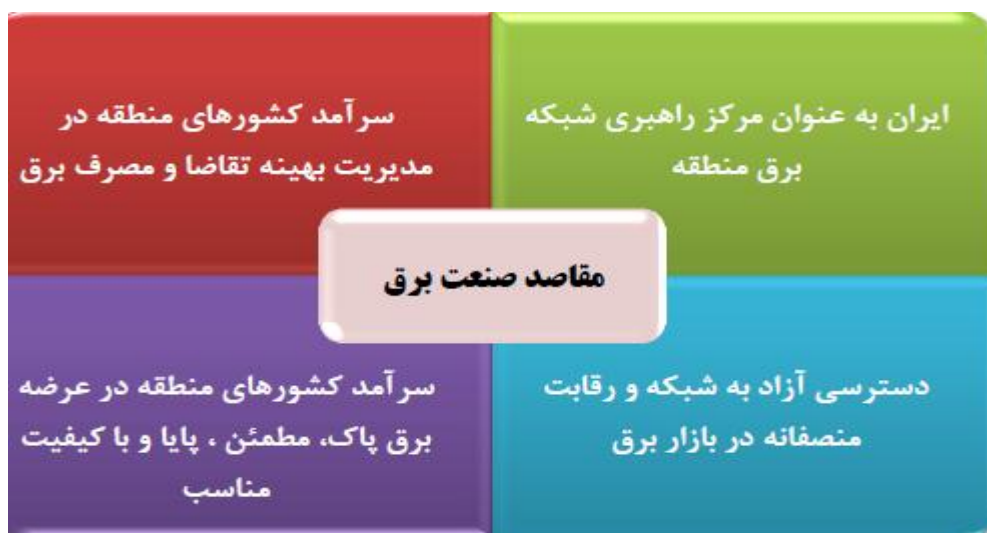 ایران به عنوان مرکز راهبری شبکه
برق منطقه
سرآمد کشورهای منطقه در
مدیریت بهینه تقاضا و مصرف برق
مقاصد صنعت برق
دسترسی آزاد به شبکه و رقابت
منصفانه در بازار برق
سرآمد کشورهای منطقه در عرضه
برق پاک، مطمئن ، پایا و با کیفیت
مناسب